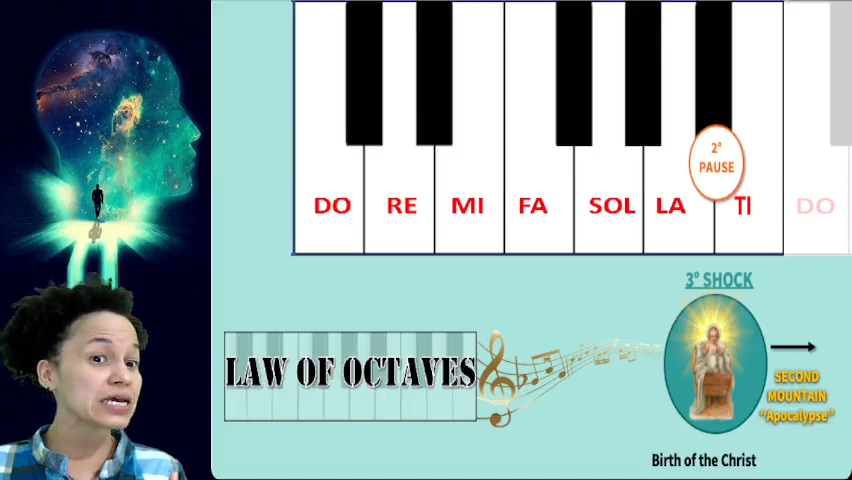 2°
PAUSE
DO RE MI FA SOL LA TI DO
3° SHOCK
LAW OF OCTAVES
SECOND
MOUNTAIN
“Apocalypse”
Birth of the Christ